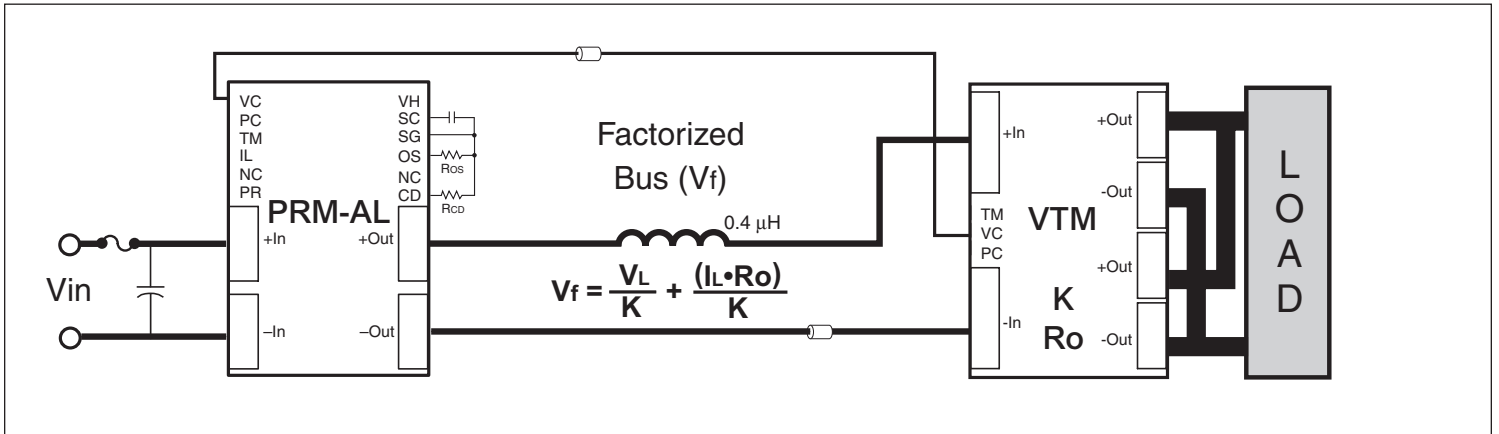 VC
PC
TM
IL
NC
PR
VH
SC
SG
OS
NC
CD
ROS
RCD
PRM-AL
+In
–In
+Out
–Out
Vin
Factorized
Bus (Vf)
0.4 µH
Vf = VL/K + (IL•Ro)/K
+In
TM
VC
PC
-In
VTM
K
Ro
+Out
-Out
+Out
-Out
LOAD